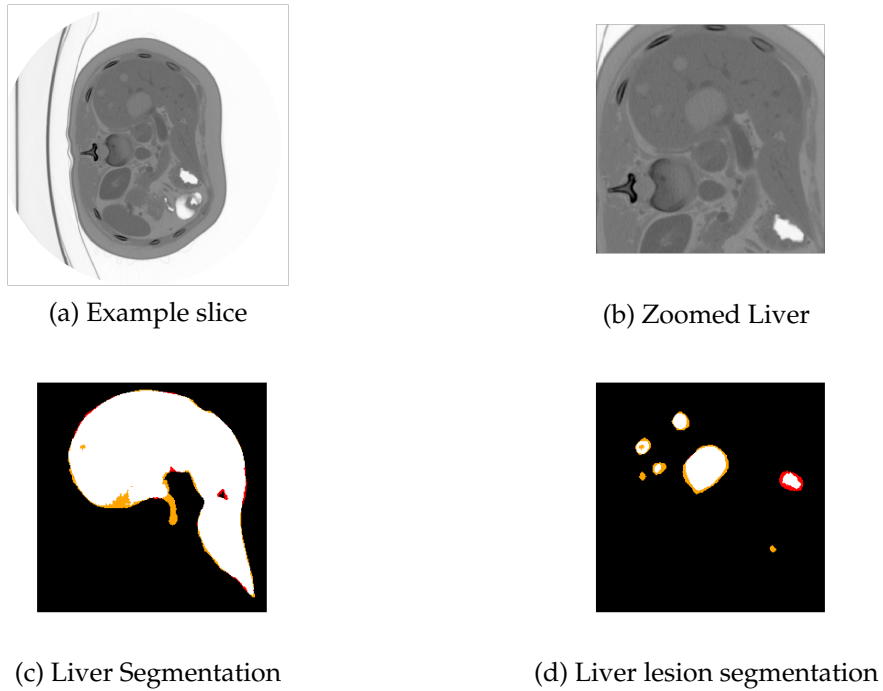 (a) Example slice
(b) Zoomed Liver
(c) Liver Segmentation
(d) Liver lesion segmentation